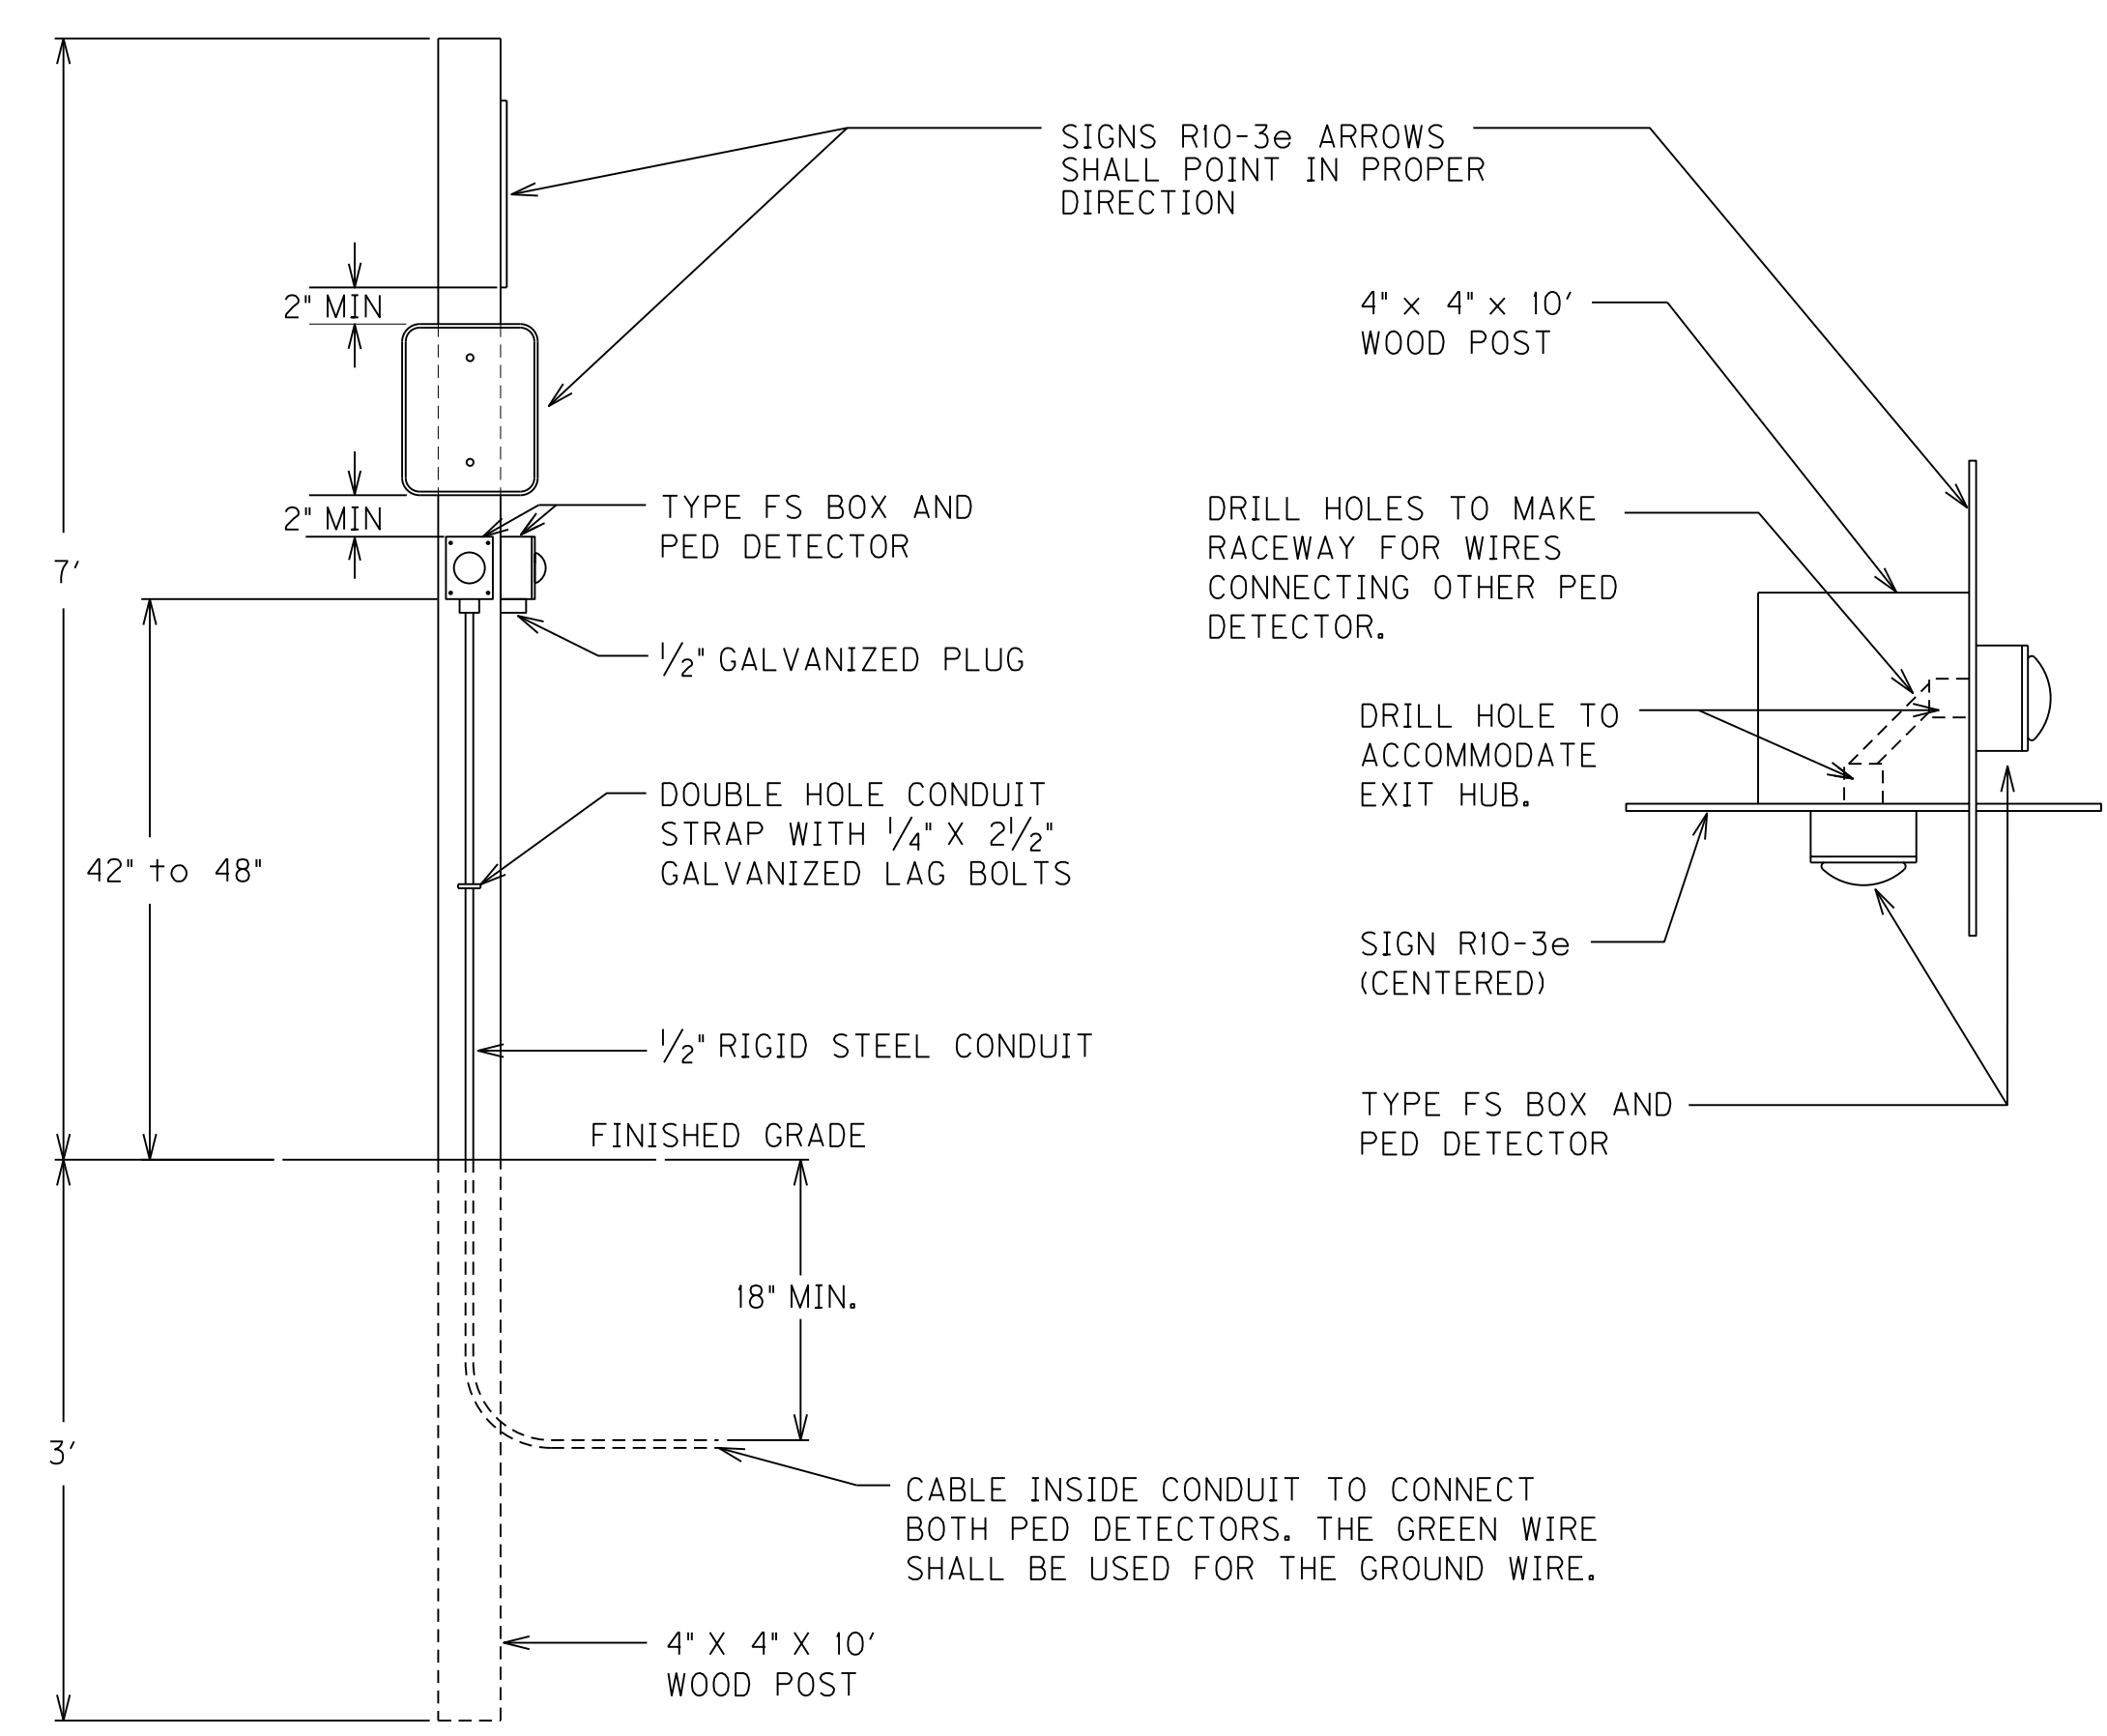 SIGNS R10-3e ARROWS
SHALL POINT IN PROPER
DIRECTION
2" MIN
4" x 4" x 10'
WOOD POST
2" MIN
TYPE FS BOX AND
PED DETECTOR
DRILL HOLES TO MAKE
RACEWAY FOR WIRES
CONNECTING OTHER PED
DETECTOR.
7'
1/2" GALVANIZED PLUG
DRILL HOLE TO
ACCOMMODATE
EXIT HUB.
DOUBLE HOLE CONDUIT
STRAP WITH 1/4" X 2 1/2"
GALVANIZED LAG BOLTS
42" to 48"
SIGN R10-3e
(CENTERED)
1/2" RIGID STEEL CONDUIT
TYPE FS BOX AND
PED DETECTOR
FINISHED GRADE
18" MIN.
3'
CABLE INSIDE CONDUIT TO CONNECT
BOTH PED DETECTORS. THE GREEN WIRE
SHALL BE USED FOR THE GROUND WIRE.
4" X 4" X 10'
WOOD POST